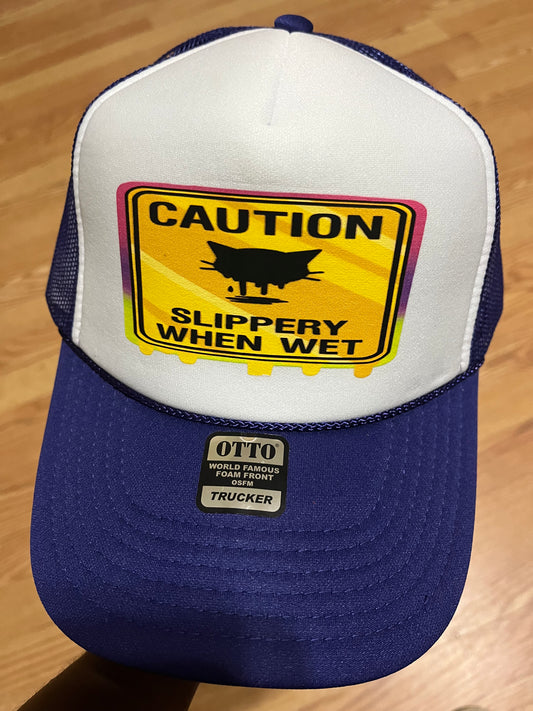 CAUTION
SLIPPERY
WHEN WET
OTTO
WORLD FAMOUS
FOAM FRONT
OSFM
TRUCKER